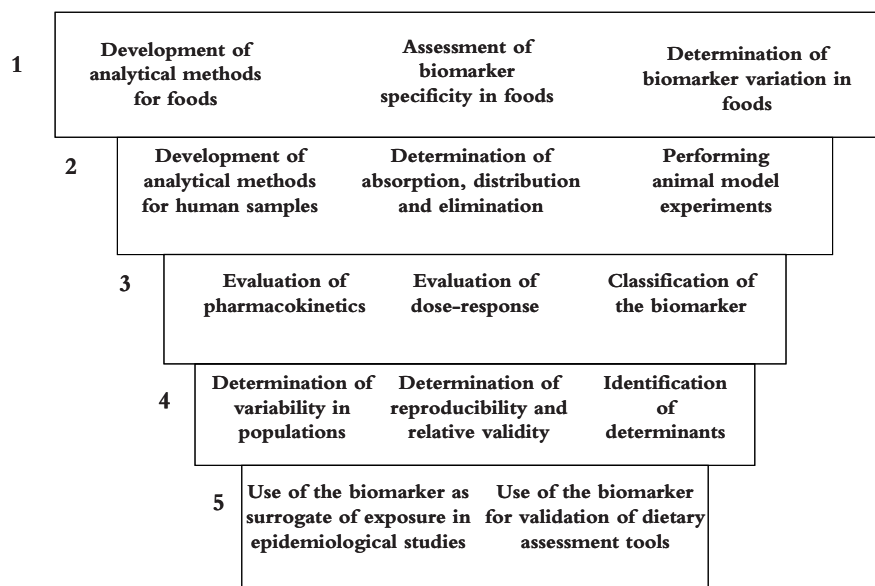 1
Development of
analytical methods
for foods
Assessment of
biomarker
specificity in foods
Determination of
biomarker variation in
foods
2
Development of
analytical methods
for human samples
Determination of
absorption, distribution
and elimination
Performing
animal model
experiments
3
Evaluation of
pharmacokinetics
Evaluation of
dose-response
Classification of
the biomarker
4
Determination of
variability in
populations
Determination of
reproducibility and
relative validity
Identification
of
determinants
5
Use of the biomarker as
surrogate of exposure in
epidemiological studies
Use of the biomarker
for validation of dietary
assessment tools